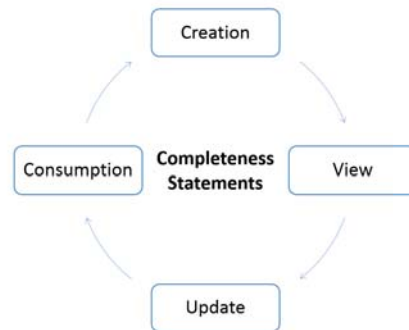 Creation
Consumption
Completeness
Statements
View
Update